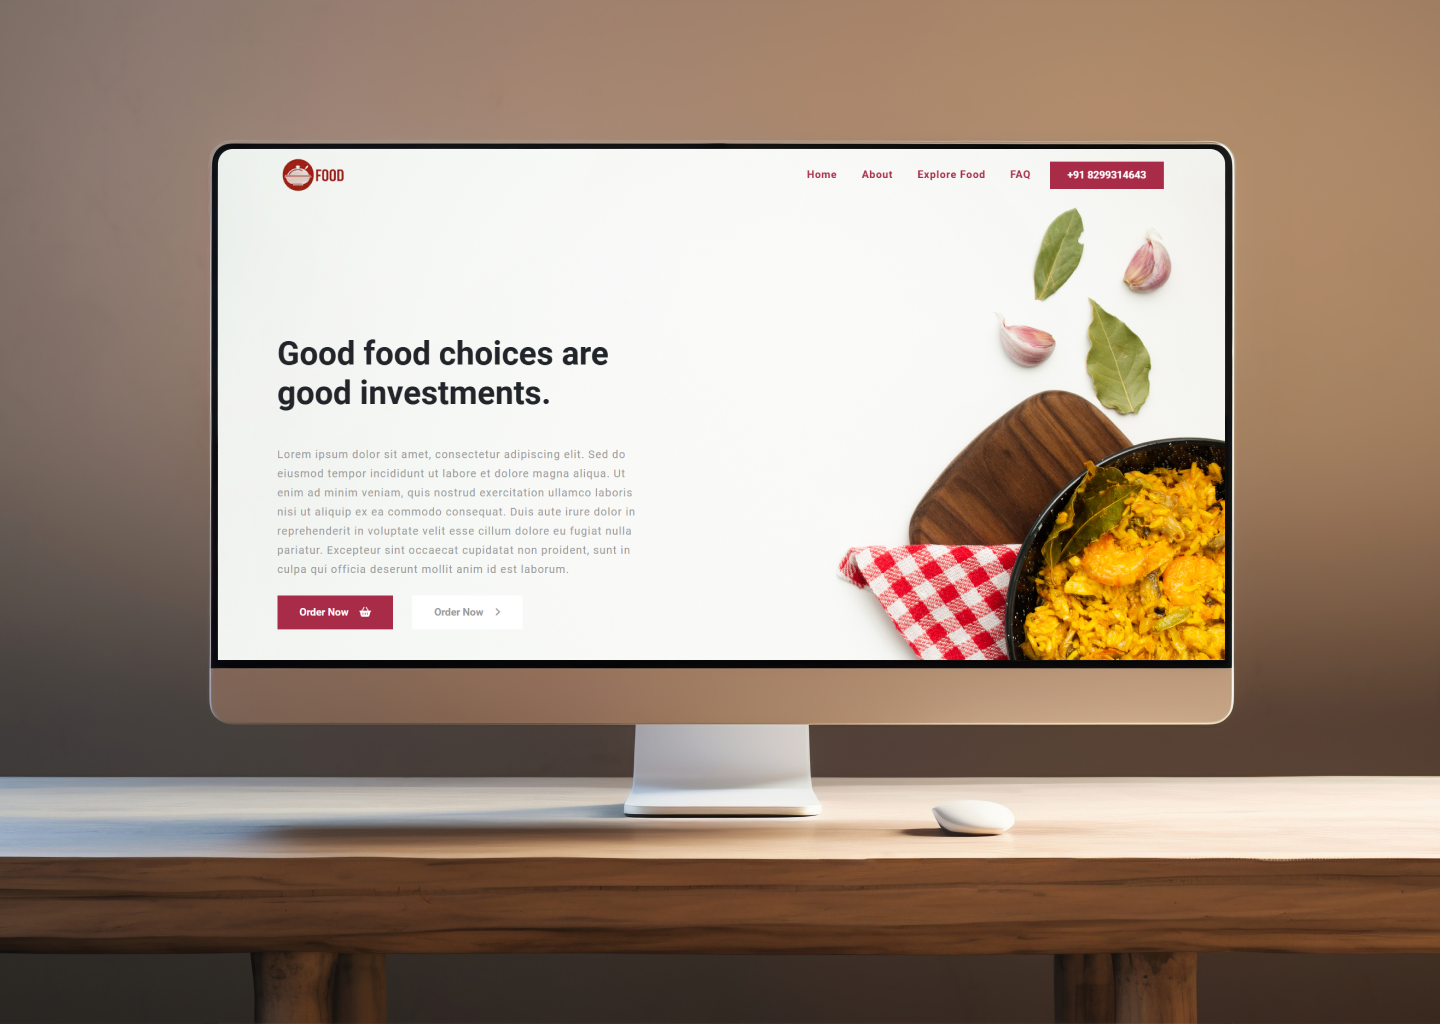 FOOD
Home About Explore Food FAQ +91 8299314643
Good food choices are
good investments.
Lorem ipsum dolor sit amet, consectetur adipiscing elit. Sed do
eiusmod tempor incididunt ut labore et dolore magna aliqua. Ut
enim ad minim veniam, quis nostrud exercitation ullamco laboris
nisi ut aliquip ex ea commodo consequat. Duis aute irure dolor in
reprehenderit in voluptate velit esse cillum dolore eu fugiat nulla
pariatur. Excepteur sint occaecat cupidatat non proident, sunt in
culpa qui officia deserunt mollit anim id est laborum.
Order Now Order Now